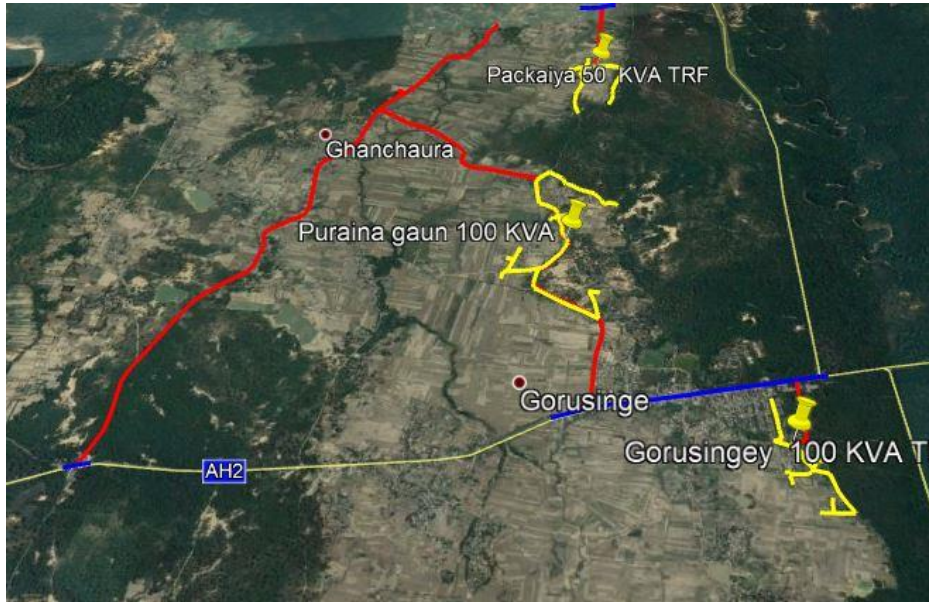 Packaiya 50 KVA TRF
Ghanchaura
Puraina gaun 100 KVA
Gorusinge
Gorusingey 100 KVA T
AH2